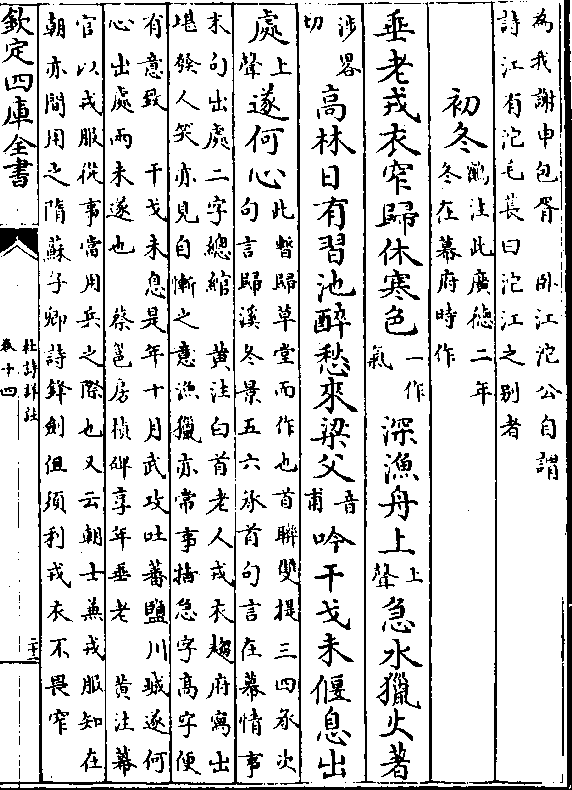 為我謝申包胥　卧江沱公自謂
詩江有沱毛萇曰沱江之别者
初冬
鶴注此廣德二年
冬在幕府時作
垂老戎衣窄歸休寒色一作氣深漁舟上上聲急水獵火著
涉畧切高林日有習池醉愁來梁父音甫吟干戈未偃息出
處上聲遂何心
此暫歸草堂而作也首聯雙提三四承次
句言歸溪冬景五六承首句言在幕情事
末句出處二字總綰　黄注白首老人戎衣趨府寫出
堪發人笑亦見自慚之意漁獵亦常事插急字高字便
有意致　干戈未息是年十月武攻吐蕃鹽川城遂何
心出處兩未遂也　蔡邕房楨碑享年垂老　黄注幕
官以戎服從事當用兵之際也又云朝士兼戎服知在
朝亦間用之隋蘇子卿詩鋒劍但須利戎衣不畏窄
欽定四庫全書
杜詩詳註
卷十四